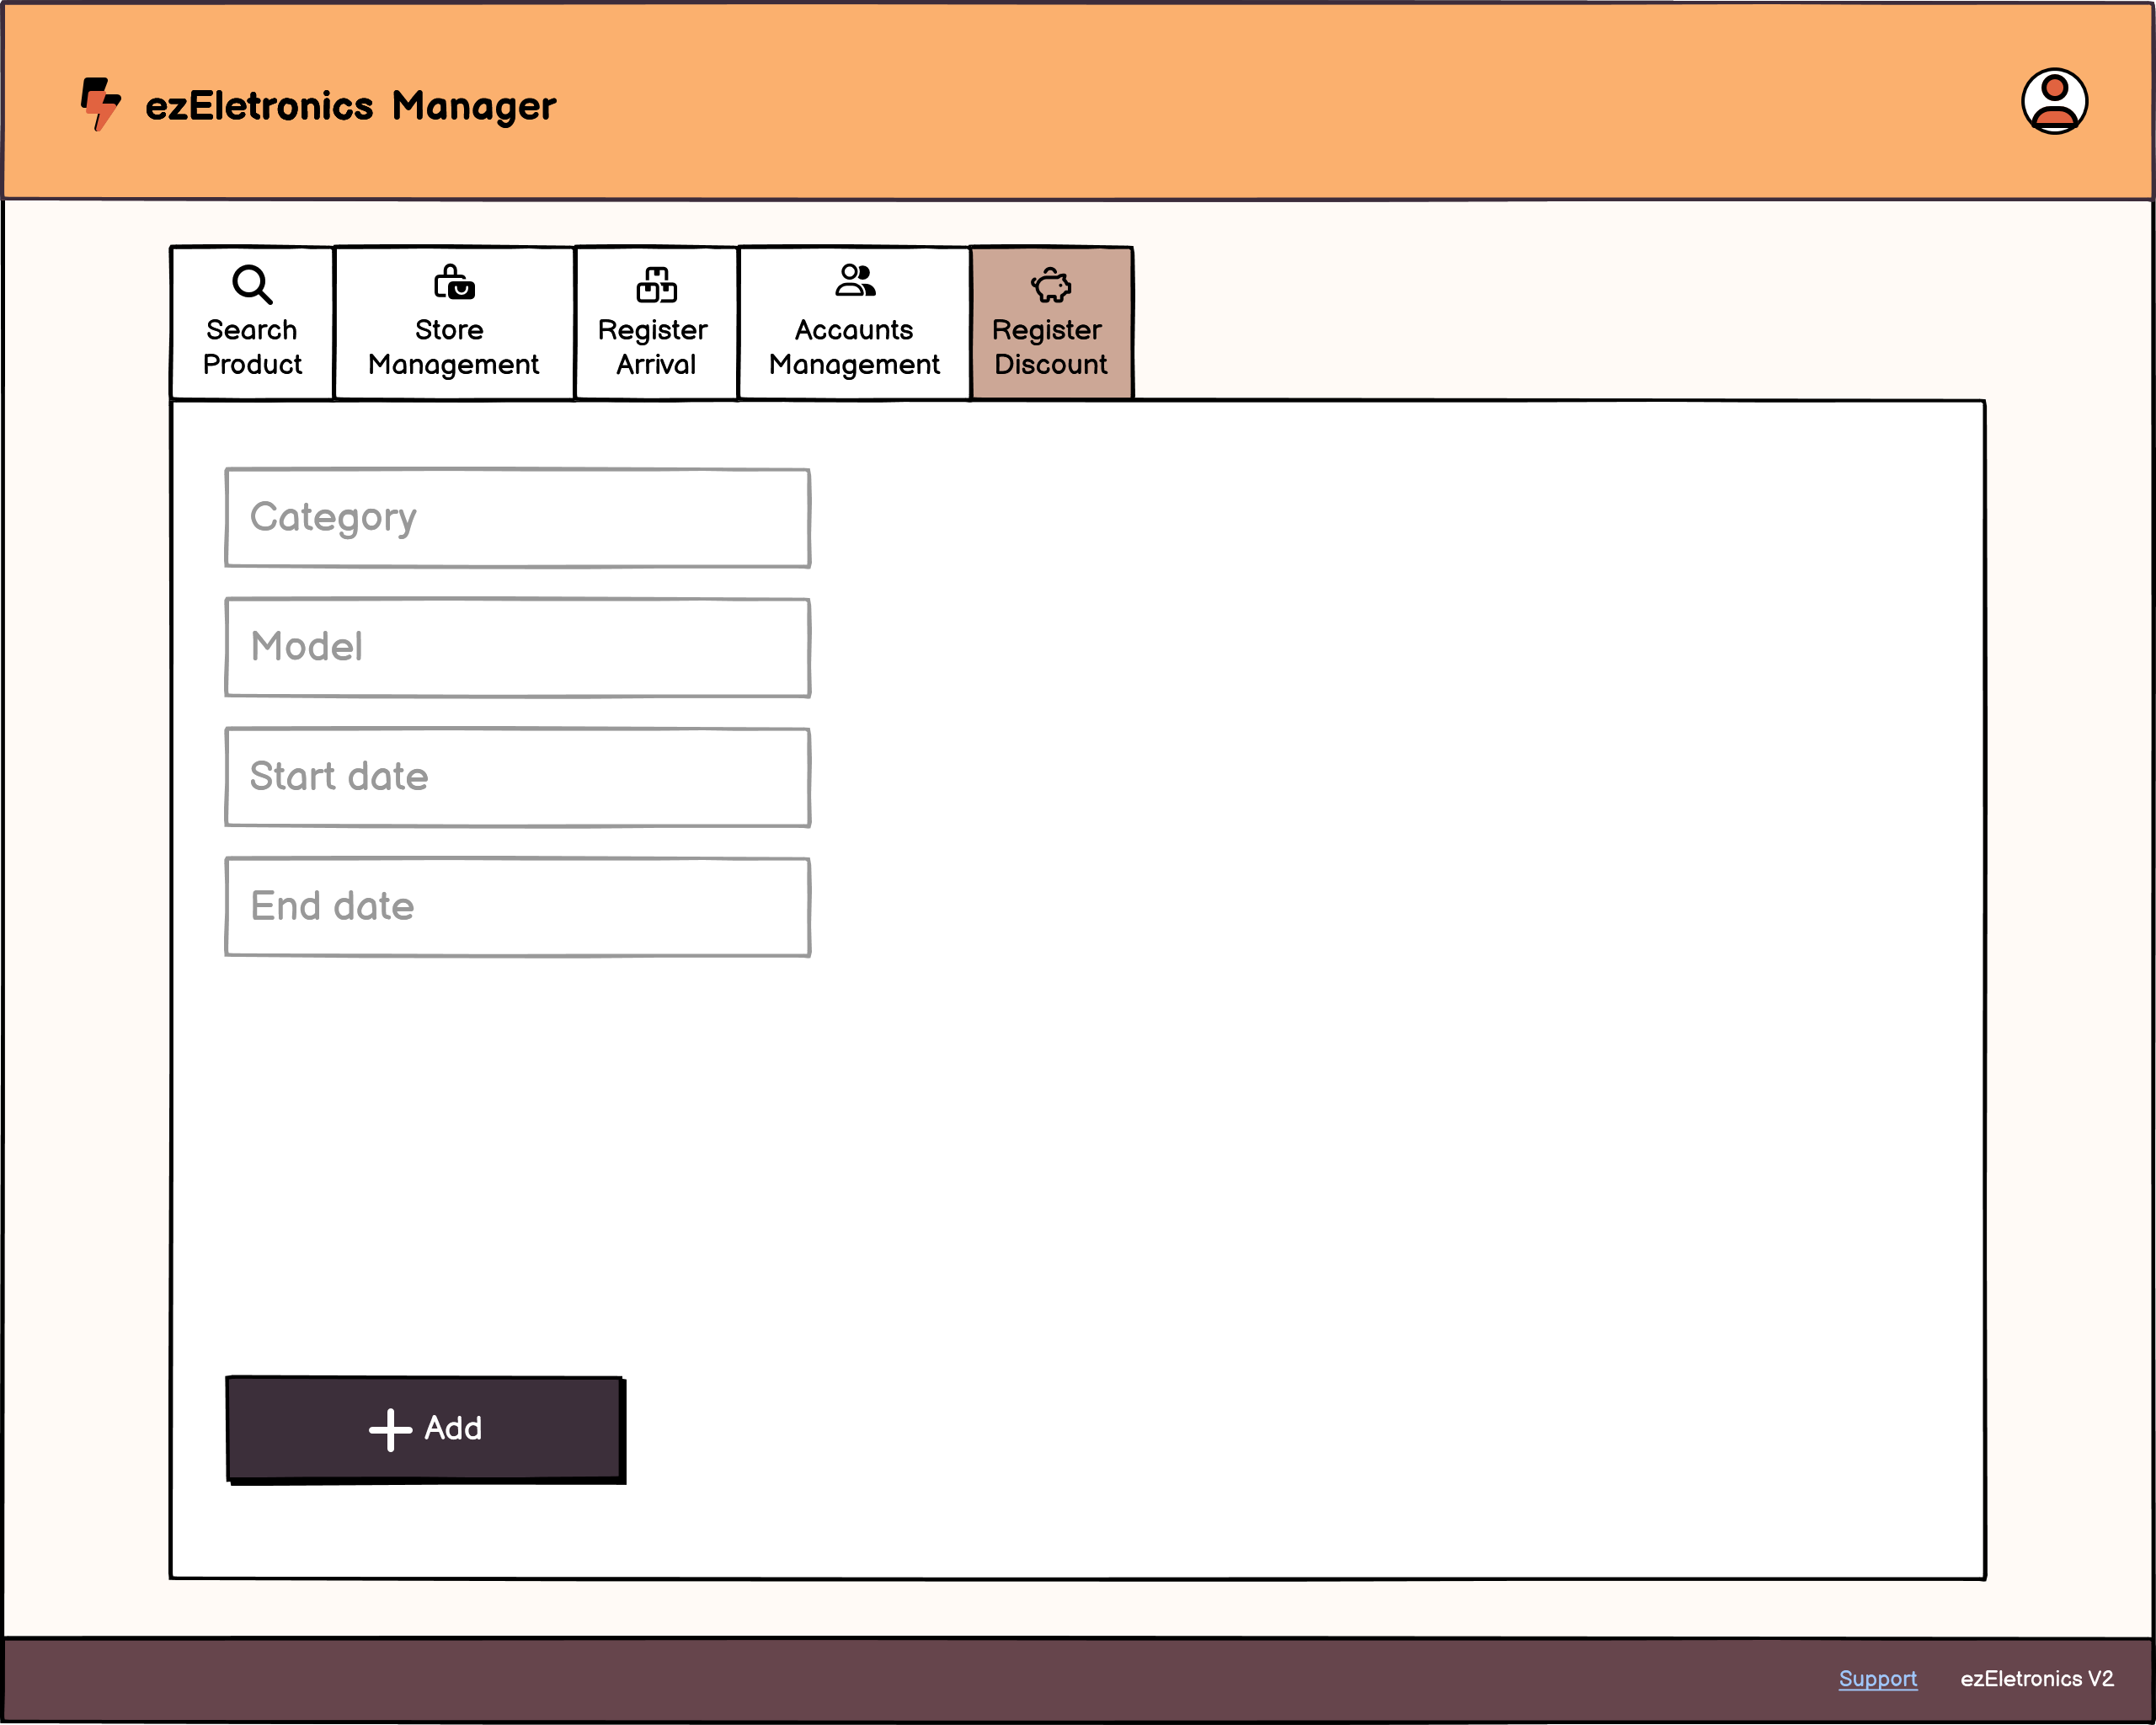 ezEletronics Manager
Search
Product
Store
Management
Register
Arrival
Accaunts
Management
Register
Discount
Category
Model
Start date
End date
Add
Support
ezEletronics V2